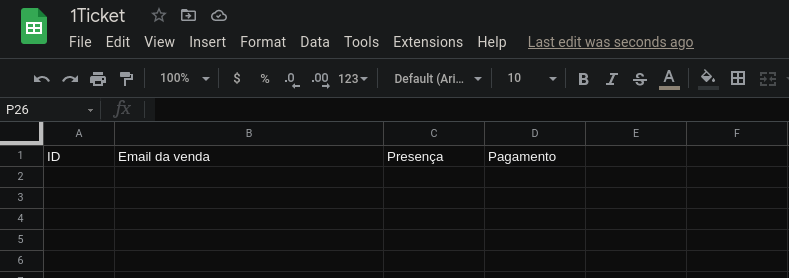 1Ticket
File Edit View Insert Format Data Tools Extensions Help Last edit was seconds ago
100% $ % .0 .00 123 Default (Ari... 10 B I S A
P26 fx
A B C D E F
1 ID Email da venda Presença Pagamento
2
3
4
5
6